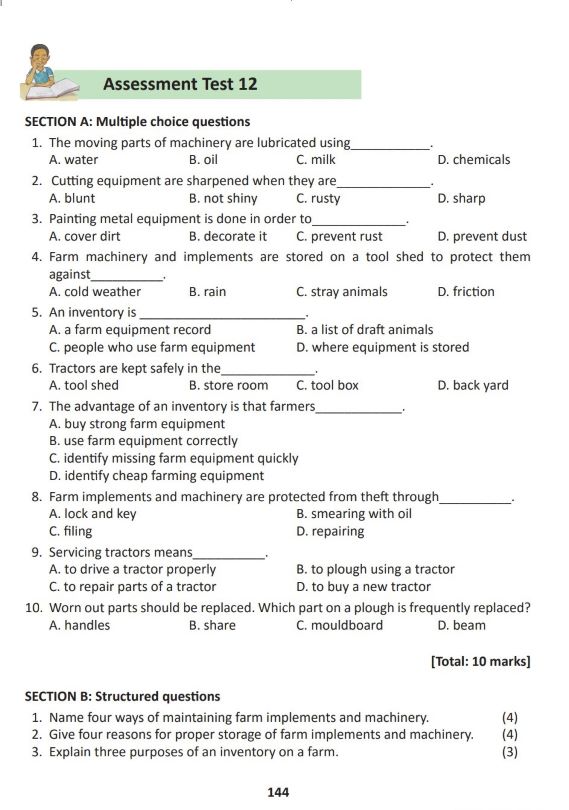 Assessment Test 12
SECTION A: Multiple choice questions
1. The moving parts of machinery are lubricated using____________.
A. water B. oil C. milk D. chemicals
2. Cutting equipment are sharpened when they are______________.
A. blunt B. not shiny C. rusty D. sharp
3. Painting metal equipment is done in order to______________.
A. cover dirt B. decorate it C. prevent rust D. prevent dust
4. Farm machinery and implements are stored on a tool shed to protect them
against___________.
A. cold weather B. rain C. stray animals D. friction
5. An inventory is _________________________.
A. a farm equipment record B. a list of draft animals
C. people who use farm equipment D. where equipment is stored
6. Tractors are kept safely in the______________.
A. tool shed B. store room C. tool box D. back yard
7. The advantage of an inventory is that farmers_____________.
A. buy strong farm equipment
B. use farm equipment correctly
C. identify missing farm equipment quickly
D. identify cheap farming equipment
8. Farm implements and machinery are protected from theft through___________.
A. lock and key B. smearing with oil
C. filing D. repairing
9. Servicing tractors means___________.
A. to drive a tractor properly B. to plough using a tractor
C. to repair parts of a tractor D. to buy a new tractor
10. Worn out parts should be replaced. Which part on a plough is frequently replaced?
A. handles B. share C. mouldboard D. beam
[Total: 10 marks]
SECTION B: Structured questions
1. Name four ways of maintaining farm implements and machinery. (4)
2. Give four reasons for proper storage of farm implements and machinery. (4)
3. Explain three purposes of an inventory on a farm. (3)
144